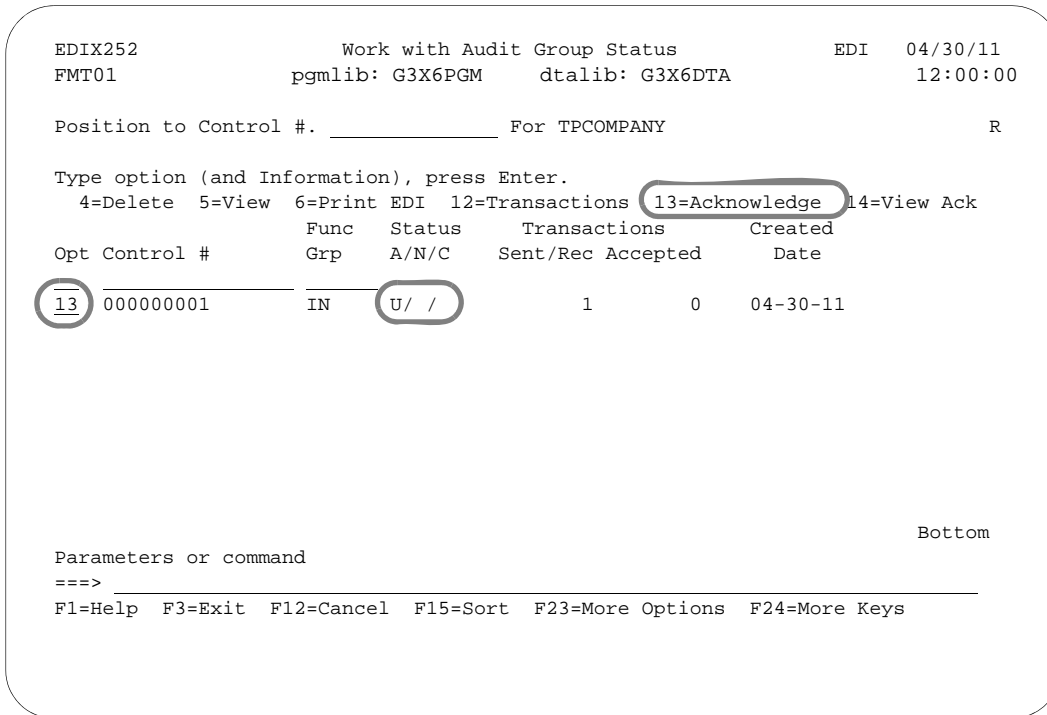 EDIX252 Work with Audit Group Status EDI 04/30/11
FMT01 pgmlib: G3X6PGM dtalib: G3X6DTA 12:00:00
Position to Control #. ______________ For TPCOMPANY R
Type option (and Information), press Enter.
4=Delete 5=View 6=Print EDI 12=Transactions 13=Acknowledge 14=View Ack
Func Status Transactions Created
Opt Control # Grp A/N/C Sent/Rec Accepted Date
13 000000001 IN U/ / 1 0 04-30-11
Bottom
Parameters or command
===>
F1=Help F3=Exit F12=Cancel F15=Sort F23=More Options F24=More Keys